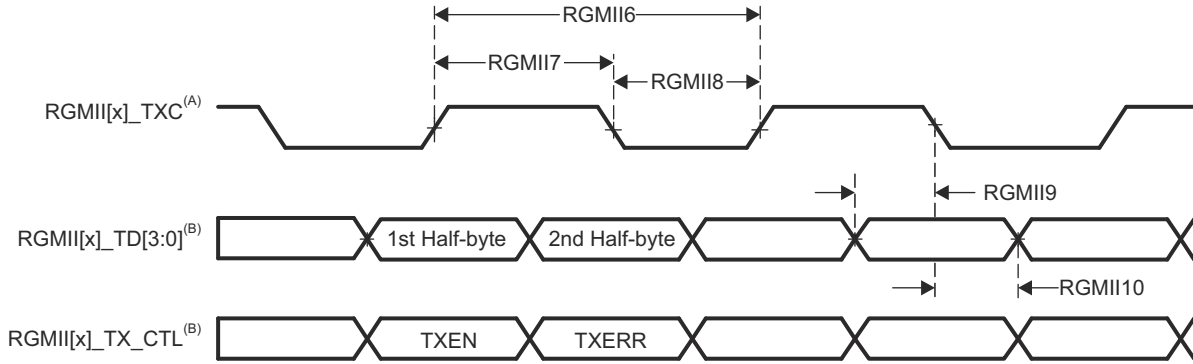 RGMII6
RGMII7
RGMII8
RGMII[x]_TXC(A)
RGMII9
RGMII[x]_TD[3:0](B)
1st Half-byte
2nd Half-byte
RGMII10
RGMII[x]_TX_CTL(B)
TXEN
TXERR